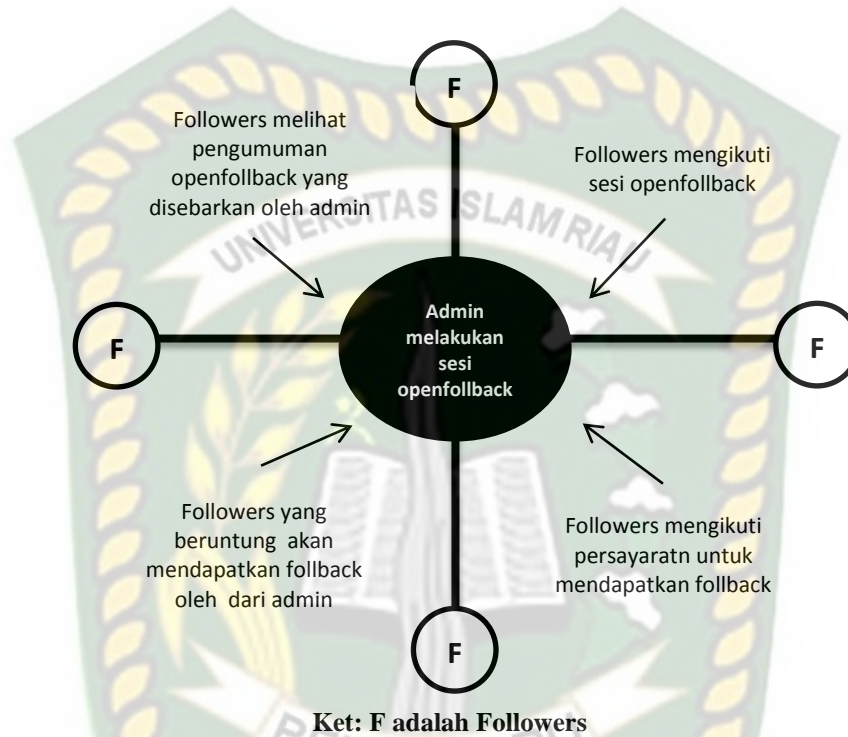 F
Followers melihat
pengumuman
openfollback yang
disebarkan oleh admin
Followers mengikuti
sesi openfollback
UNIVERSITAS ISLAM RIAU
F
Admin
melakukan
sesi
openfollback
F
Followers yang
beruntung akan
mendapatkan follback
oleh dari admin
Followers mengikuti
persayaratn untuk
mendapatkan follback
F
Ket: F adalah Followers